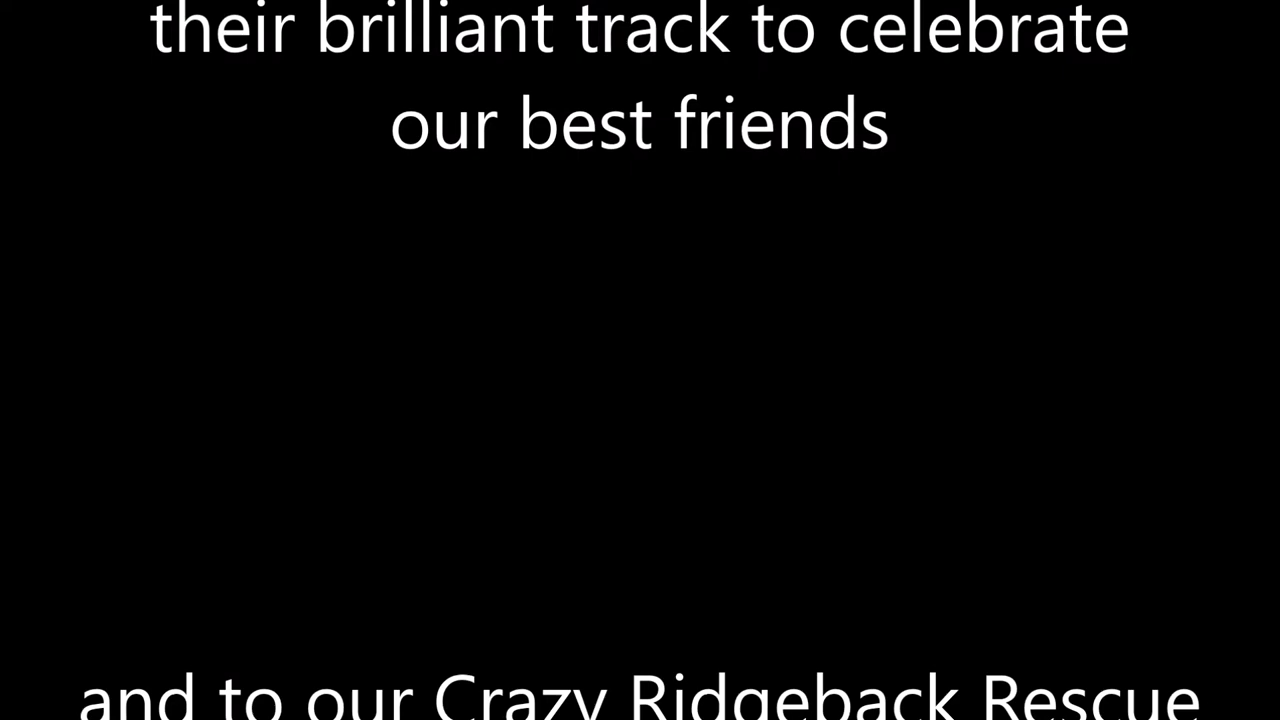 their brilliant track to celebrate
our best friends
and to our Crazy Ridgeback Rescue